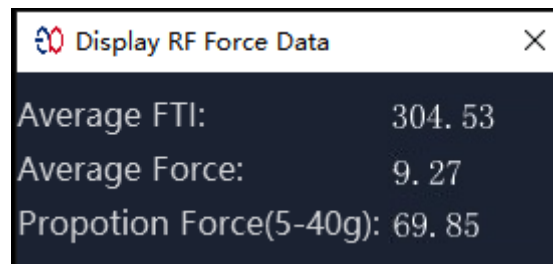 Display RF Force Data
Average FTI: 304.53
Average Force: 9.27
Propotion Force(5-40g): 69.85